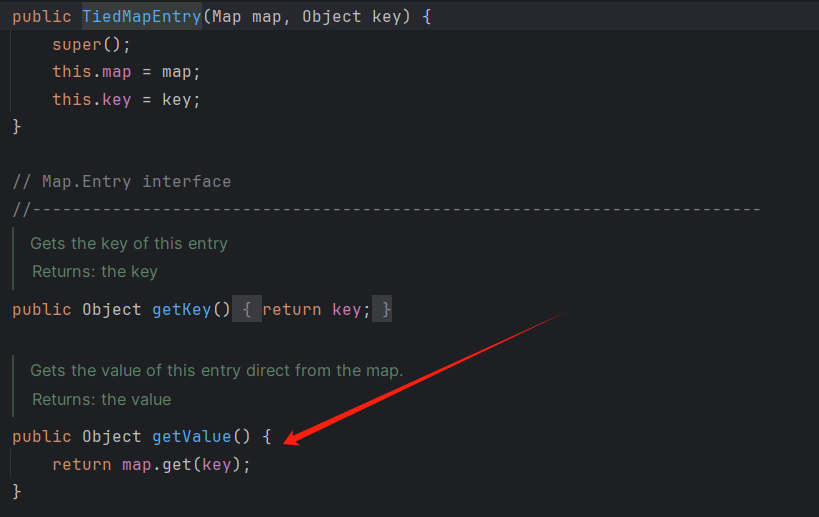 public TiedMapEntry(Map map, Object key) {
super();
this.map = map;
this.key = key;
}
// Map.Entry interface
//-------------------------------------------------------------------------
Gets the key of this entry
Returns: the key
public Object getKey() { return key; }
Gets the value of this entry direct from the map.
Returns: the value
public Object getValue() {
return map.get(key);
}